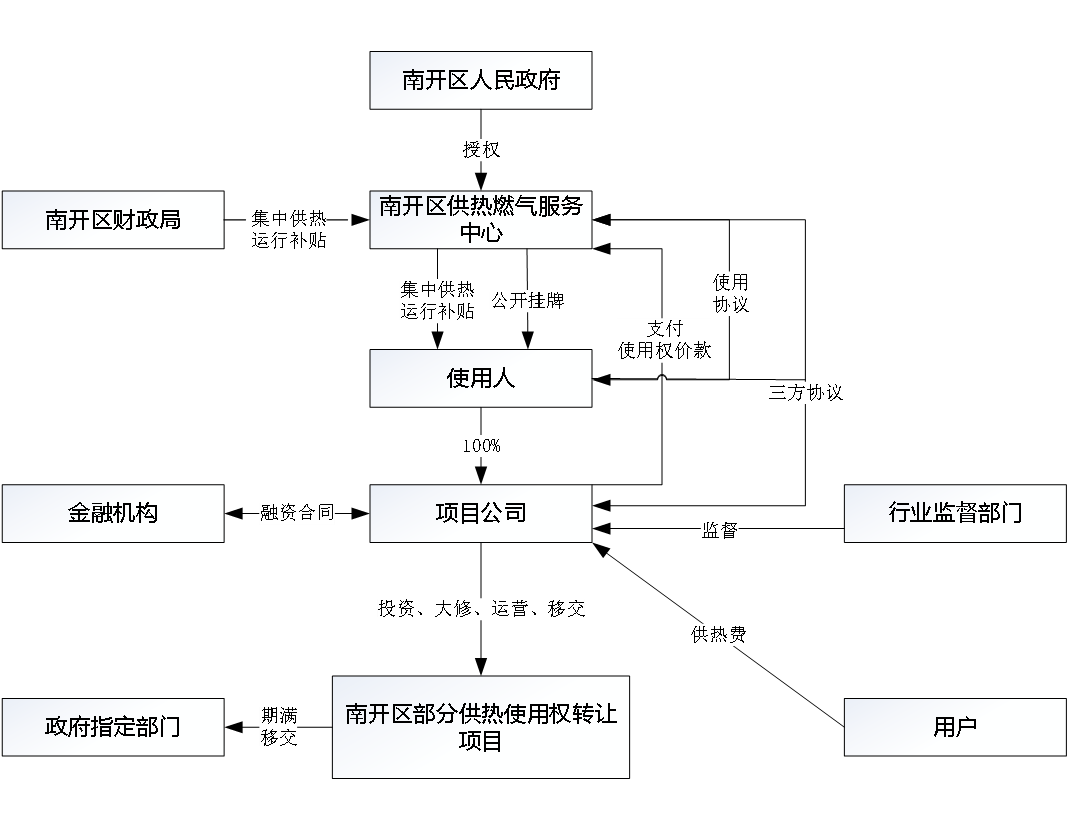 南开区人民政府
授权
南开区财政局
集中供热
运行补贴
南开区供热燃气服务
中心
集中供热
运行补贴
公开挂牌
使用
协议
支付
使用权价款
使用人
三方协议
100%
金融机构
融资合同
项目公司
行业监督部门
监督
投资、大修、运营、移交
供热费
政府指定部门
期满
移交
南开区部分供热使用权转让
项目
用户